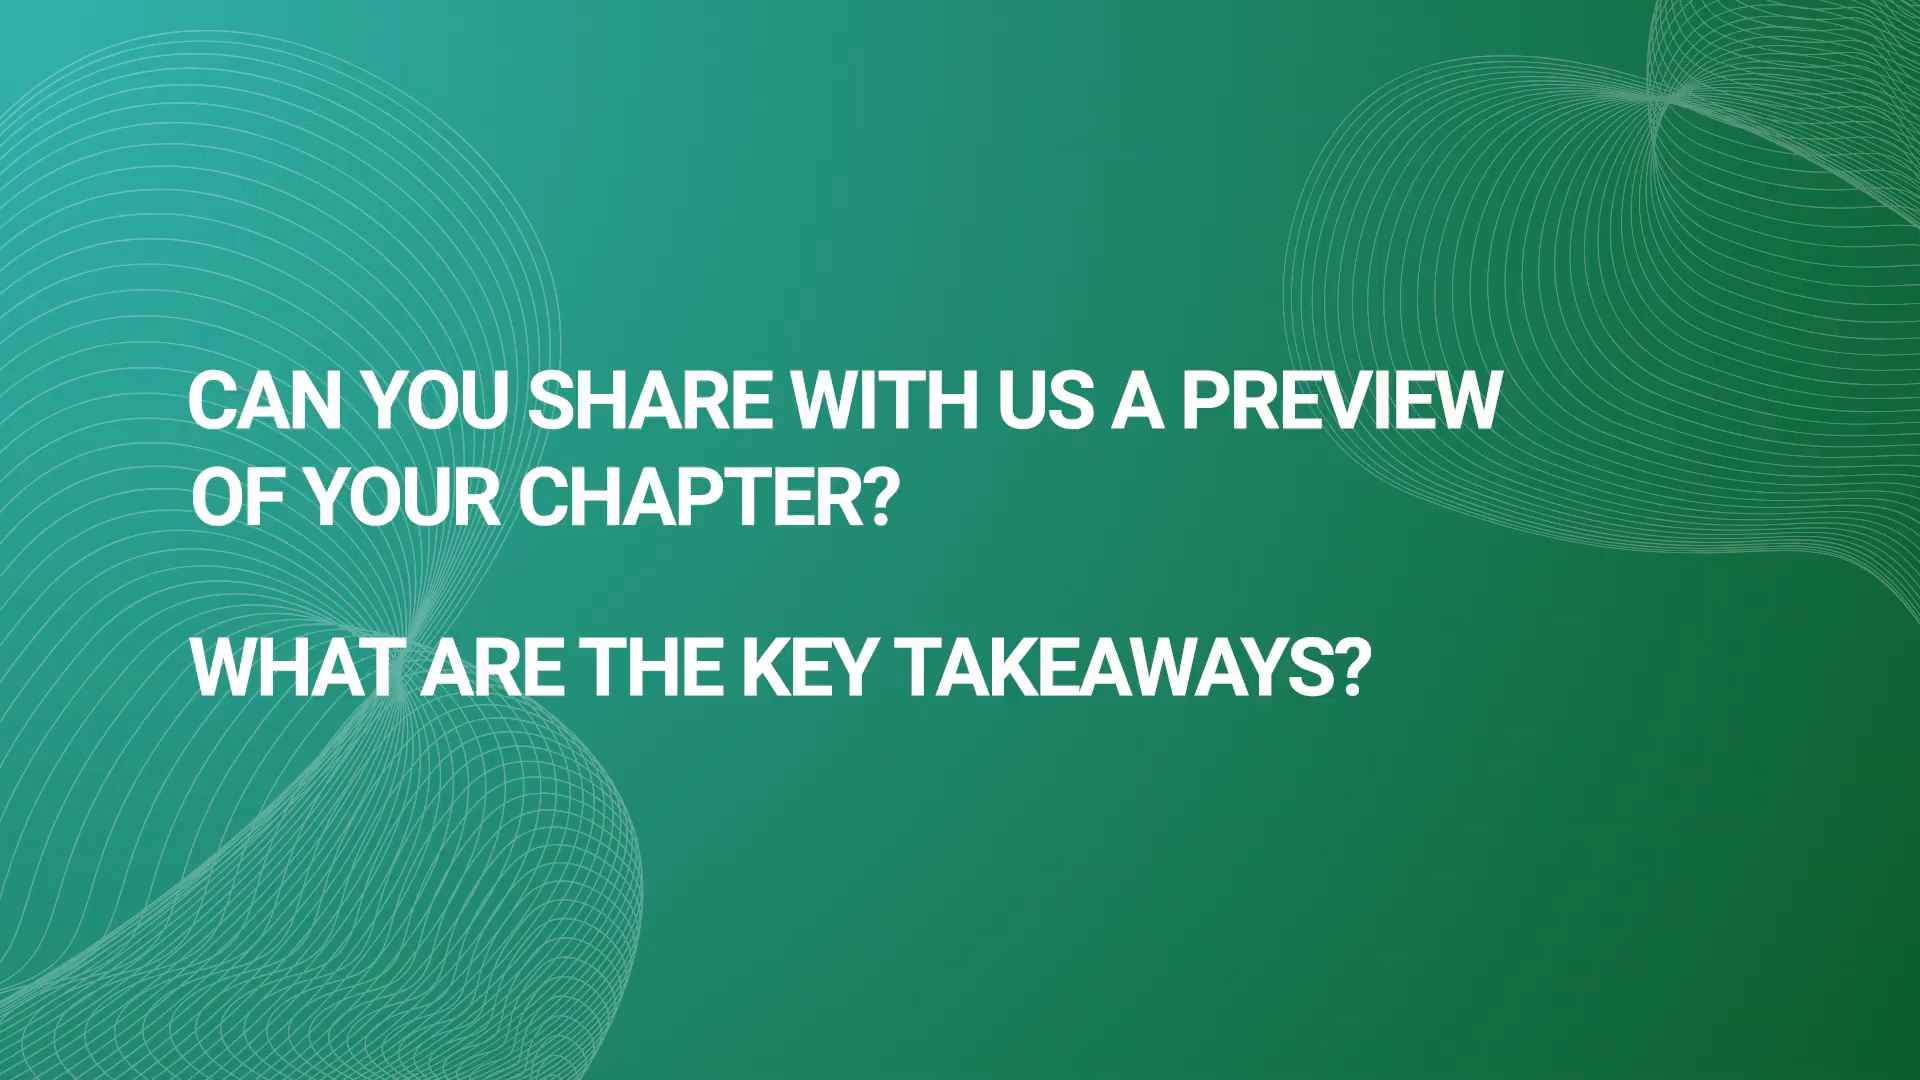 CAN YOU SHARE WITH US A PREVIEW
OF YOUR CHAPTER?
WHAT ARE THE KEY TAKEAWAYS?